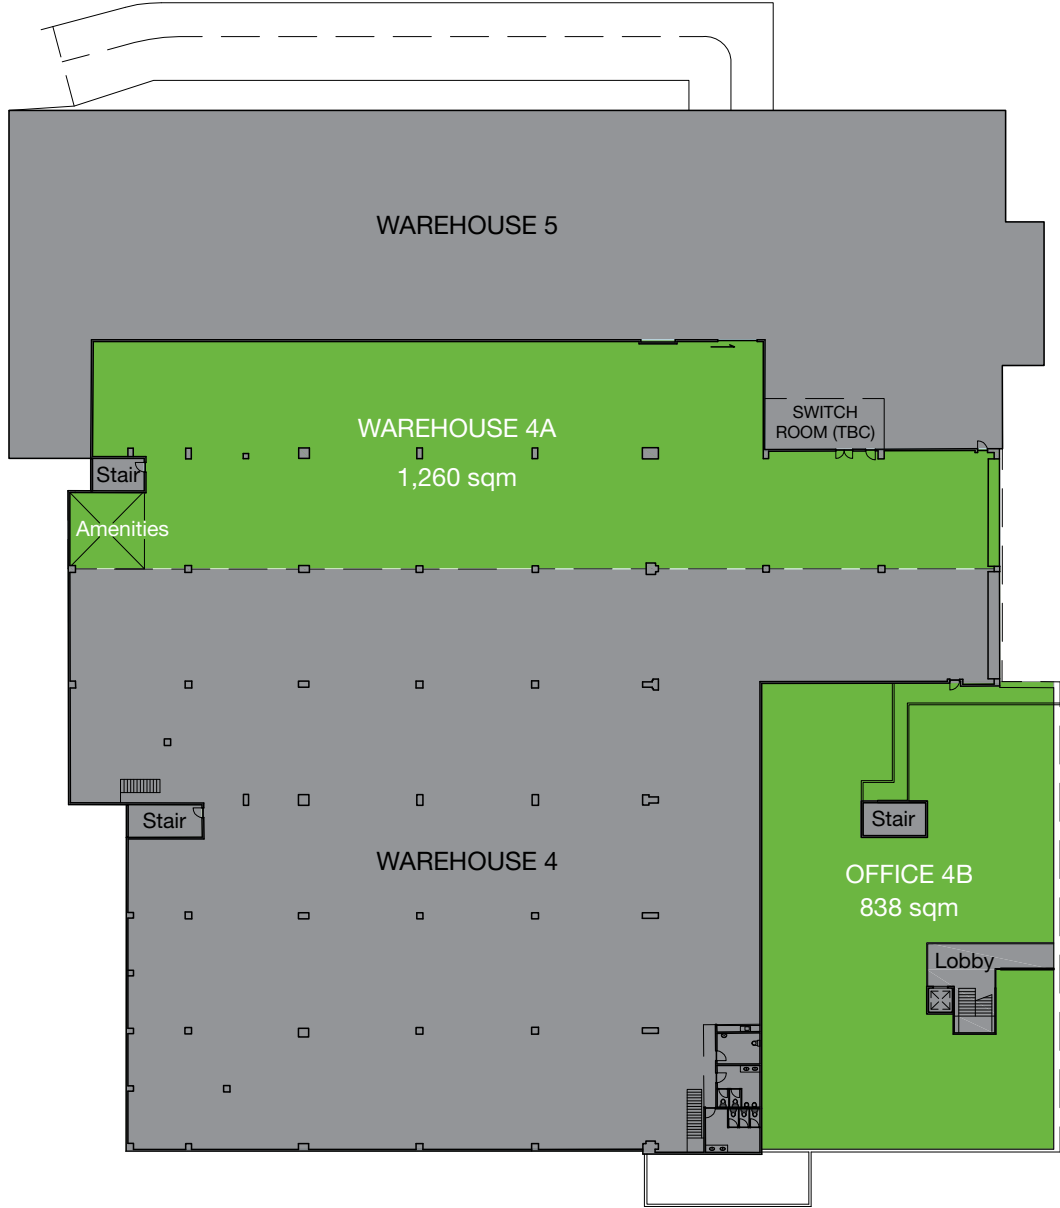 WAREHOUSE 5
SWITCH
ROOM (TBC)
WAREHOUSE 4A
1,260 sqm
Stair
Amenities
Stair
Stair
WAREHOUSE 4
OFFICE 4B
838 sqm
Lobby